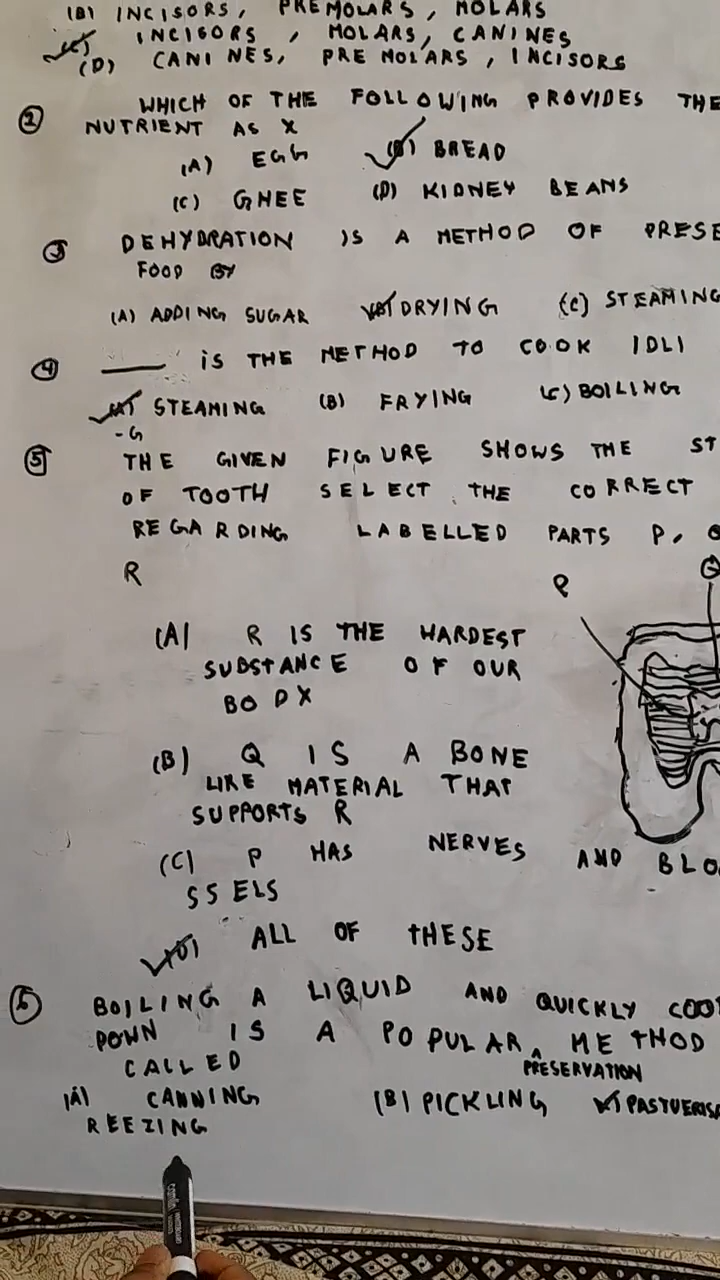 (B) INCISORS, PREMOLARS, MOLARS
(C) INCISORS, MOLARS, CANINES
(D) CANINES, PRE MOLARS, INCISORS
② WHICH OF THE FOLLOWING PROVIDES THE
NUTRIENT AS X
(A) EGG (B) BREAD
(C) GHEE (D) KIDNEY BEANS
③ DEHYDRATION IS A METHOD OF PRESE
FOOD BY
(A) ADDING SUGAR (B) DRYING (C) STEAMING
④ ____ IS THE METHOD TO COOK IDLI
(A) STEAMING (B) FRYING (C) BOILING
-G
⑤ THE GIVEN FIGURE SHOWS THE ST
OF TOOTH SELECT THE CORRECT
REGARDING LABELLED PARTS P, Q
R
P Q
(A) R IS THE HARDEST
SUBSTANCE OF OUR
BODY
(B) Q IS A BONE
LIKE MATERIAL THAT
SUPPORTS R
(C) P HAS NERVES AND BLO
SSELS
(D) ALL OF THESE
⑥ BOILING A LIQUID AND QUICKLY COO
DOWN IS A POPULAR METHOD
PRESERVATION
CALLED
(A) CANNING (B) PICKLING PASTUERISA
REEZING